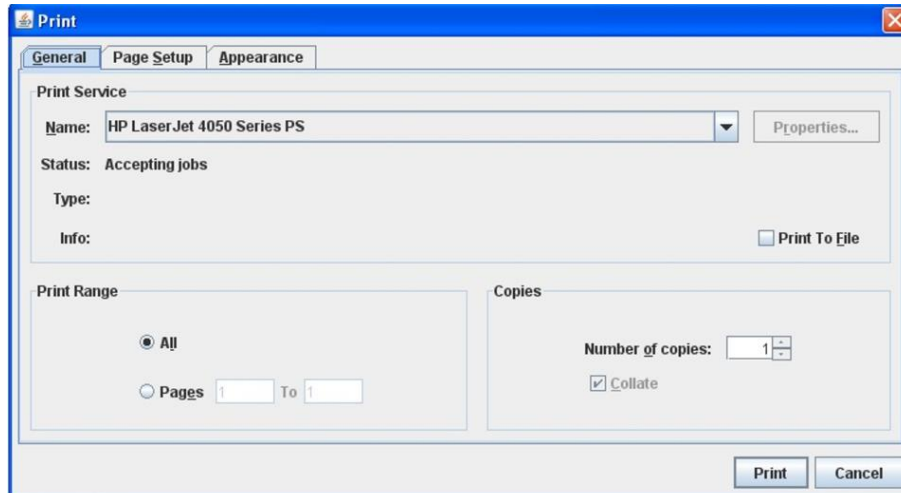 Print
General Page Setup Appearance
Print Service
Name: HP LaserJet 4050 Series PS Properties...
Status: Accepting jobs
Type:
Info: Print To File
Print Range
All
Pages 1 To 1
Copies
Number of copies: 1
Collate
Print Cancel